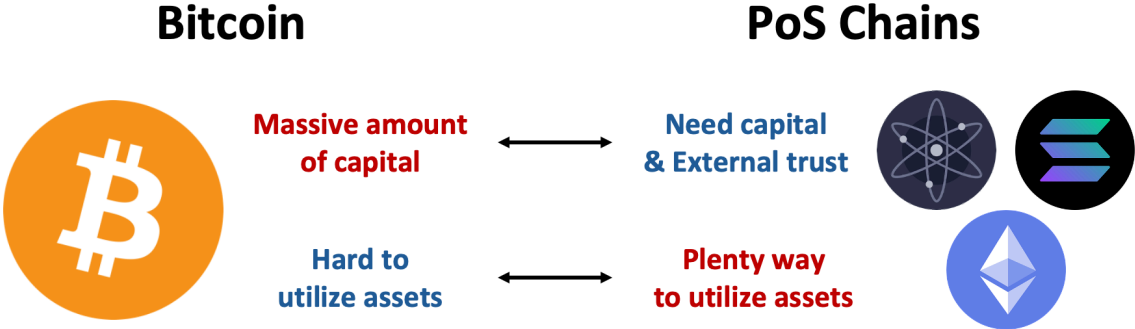 Bitcoin
PoS Chains
Massive amount
of capital
Need capital
& External trust
Hard to
utilize assets
Plenty way
to utilize assets